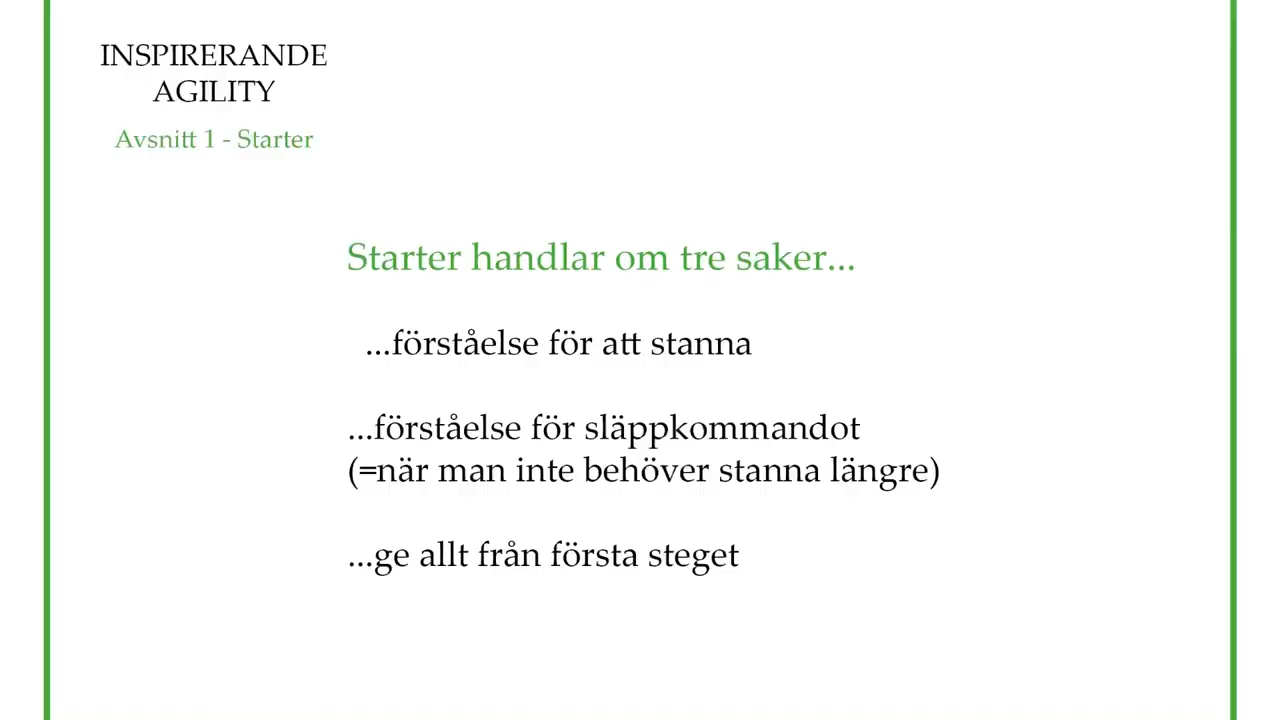 INSPIRERANDE
AGILITY
Avsnitt 1 - Starter
Starter handlar om tre saker...
...förståelse för att stanna
...förståelse för släppkommandot
(=när man inte behöver stanna längre)
...ge allt från första steget